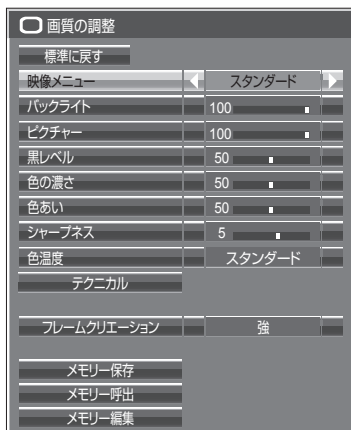 画質の調整
標準に戻す
映像メニュー スタンダード
バックライト 100
ピクチャー 100
黒レベル 50
色の濃さ 50
色あい 50
シャープネス 5
色温度 スタンダード
テクニカル
フレームクリエーション 強
メモリー保存
メモリー呼出
メモリー編集